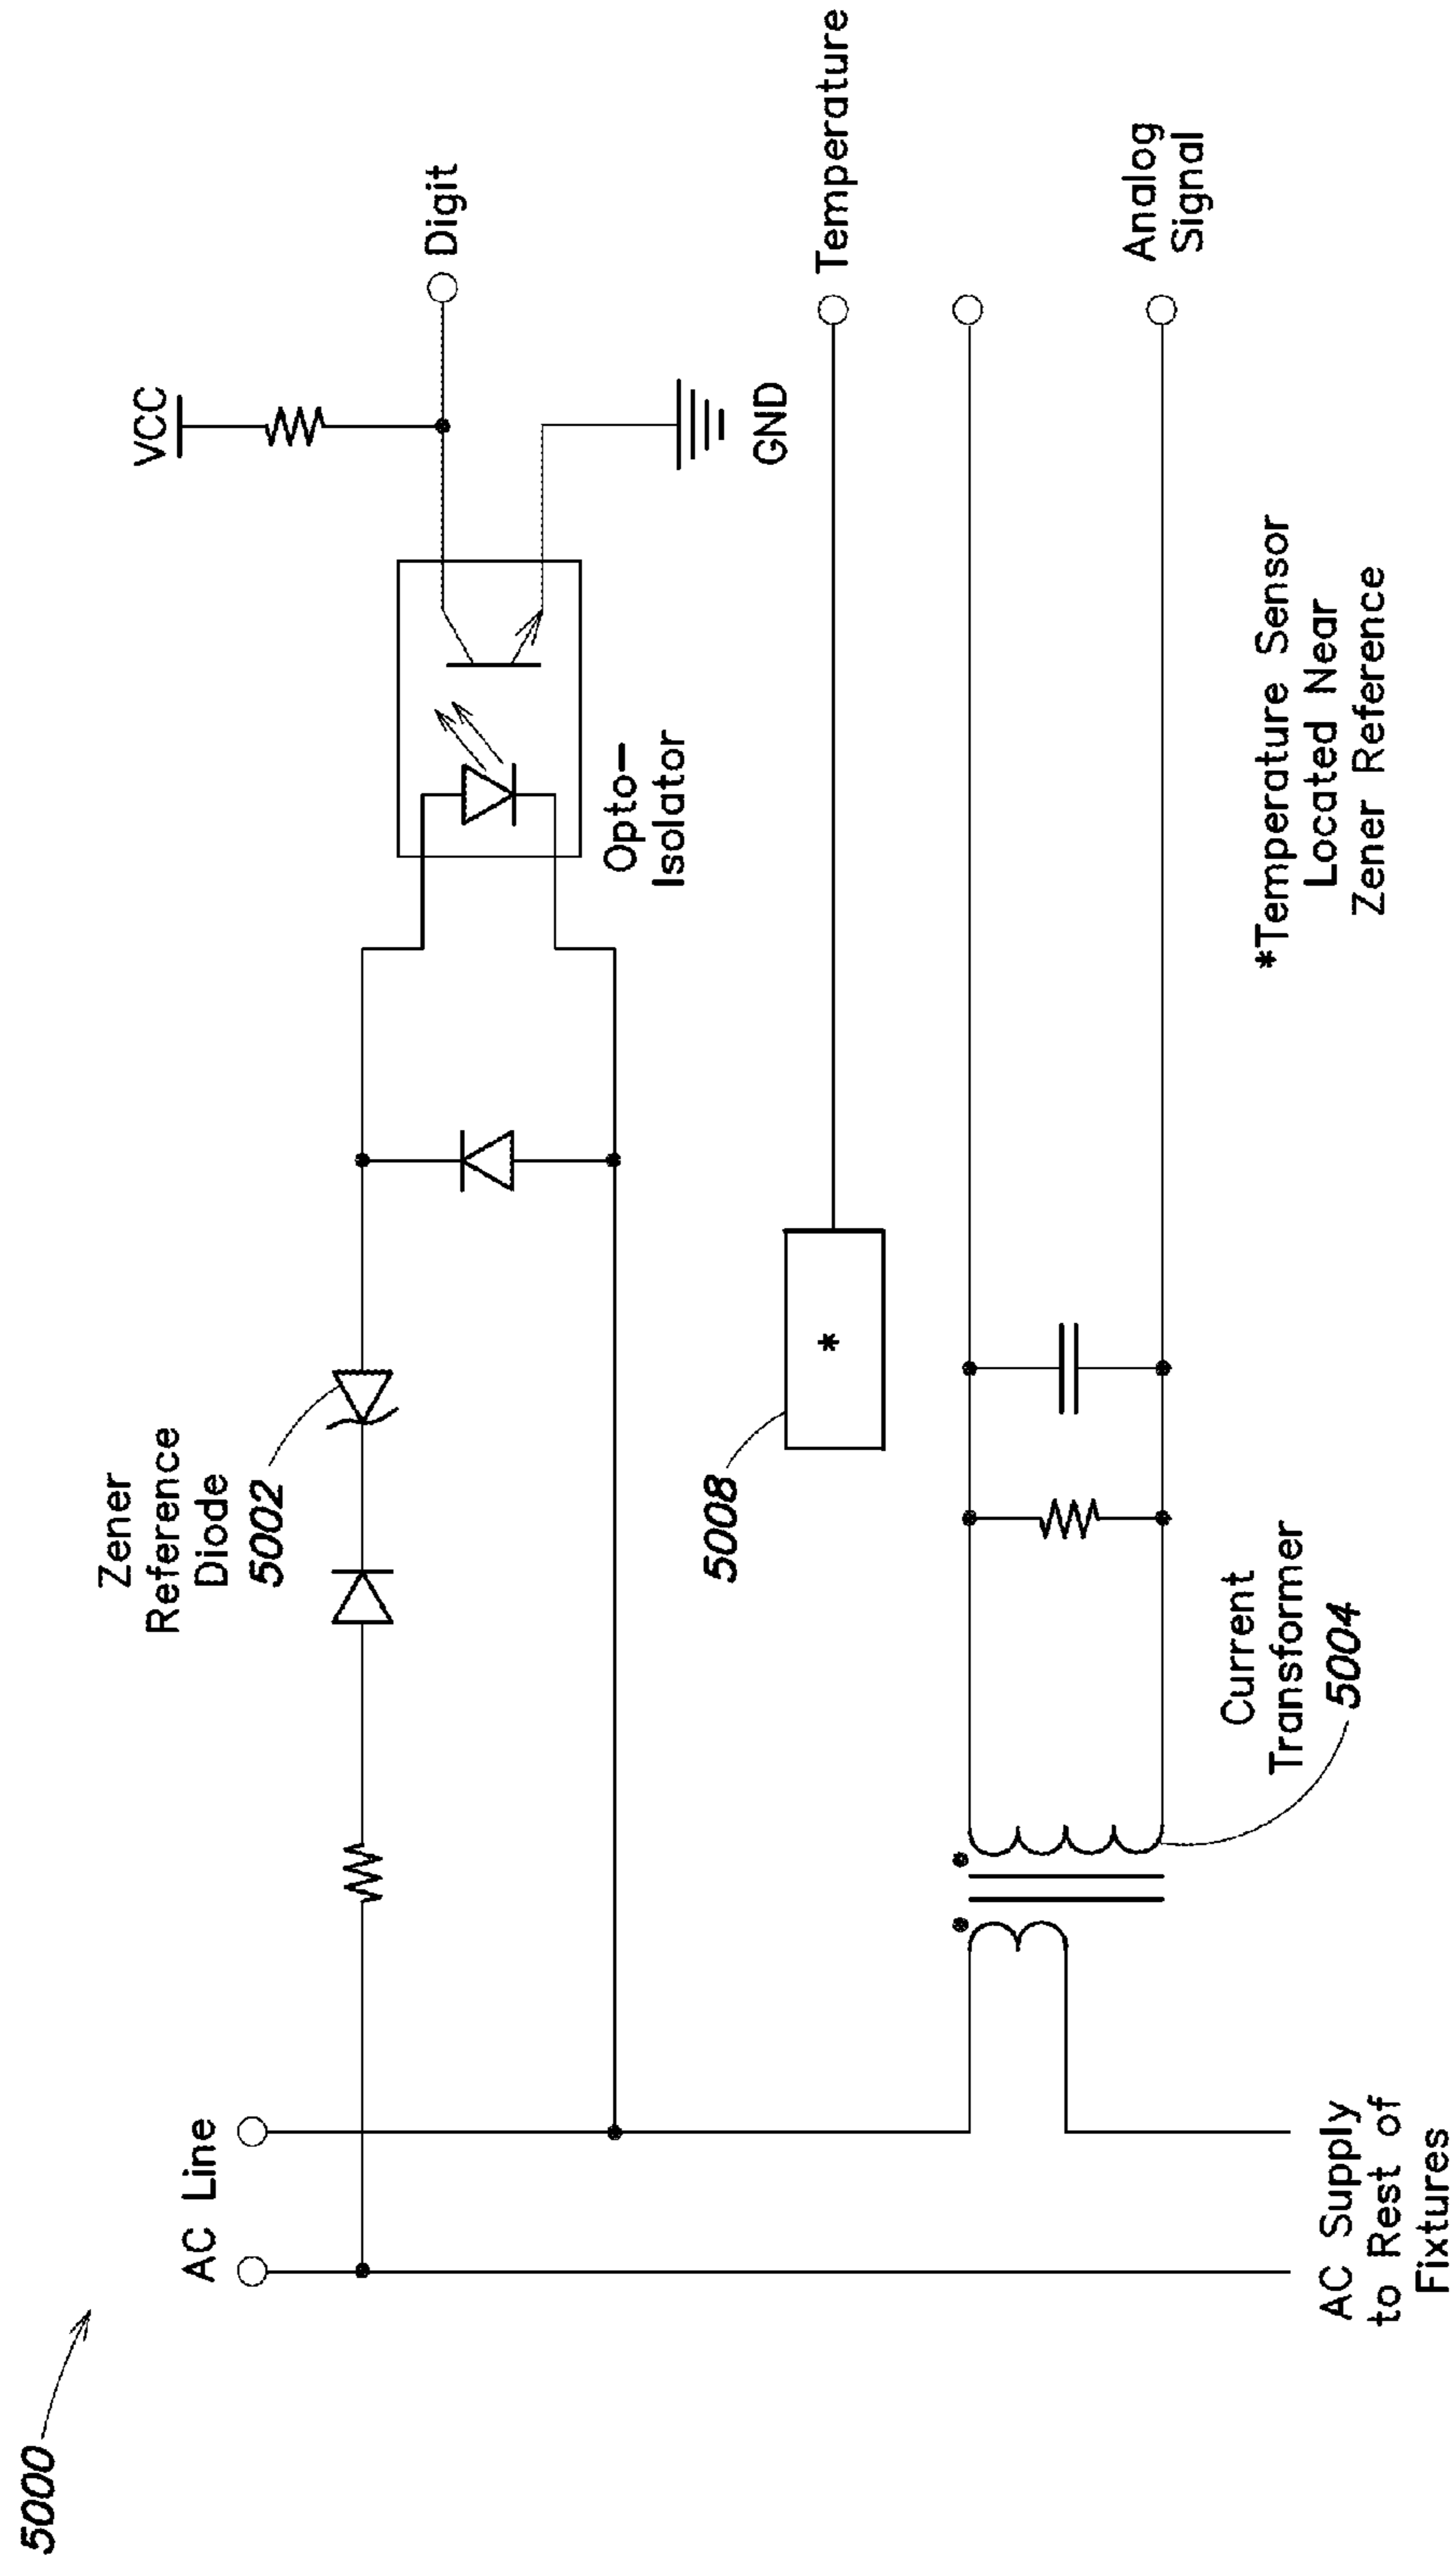 5000
AC Line
Zener
Reference
Diode
5002
VCC
Digit
Opto-
Isolator
GND
5008
*
Temperature
Current
Transformer
5004
Analog
Signal
*Temperature Sensor
Located Near
Zener Reference
AC Supply
to Rest of
Fixtures